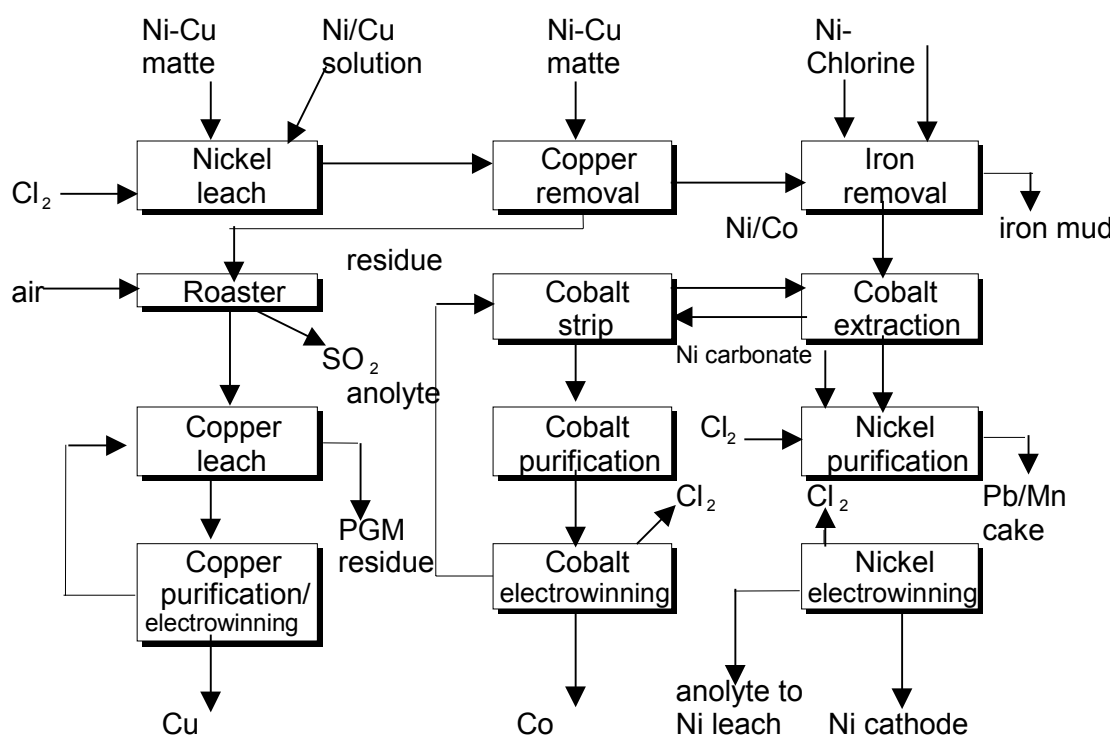 Ni-Cu
matte
Ni/Cu
solution
Ni-Cu
matte
Ni-
Chlorine
Nickel
leach
Copper
removal
Iron
removal
Cl₂
Ni/Co
iron mud
residue
air
Roaster
Cobalt
strip
Cobalt
extraction
Ni carbonate
SO₂
anolyte
Copper
leach
Cobalt
purification
Cl₂
Nickel
purification
PGM
residue
Cl₂
Cl₂
Pb/Mn
cake
Copper
purification/
electrowinning
Cobalt
electrowinning
Nickel
electrowinning
Cu
Co
anolyte to
Ni leach
Ni cathode